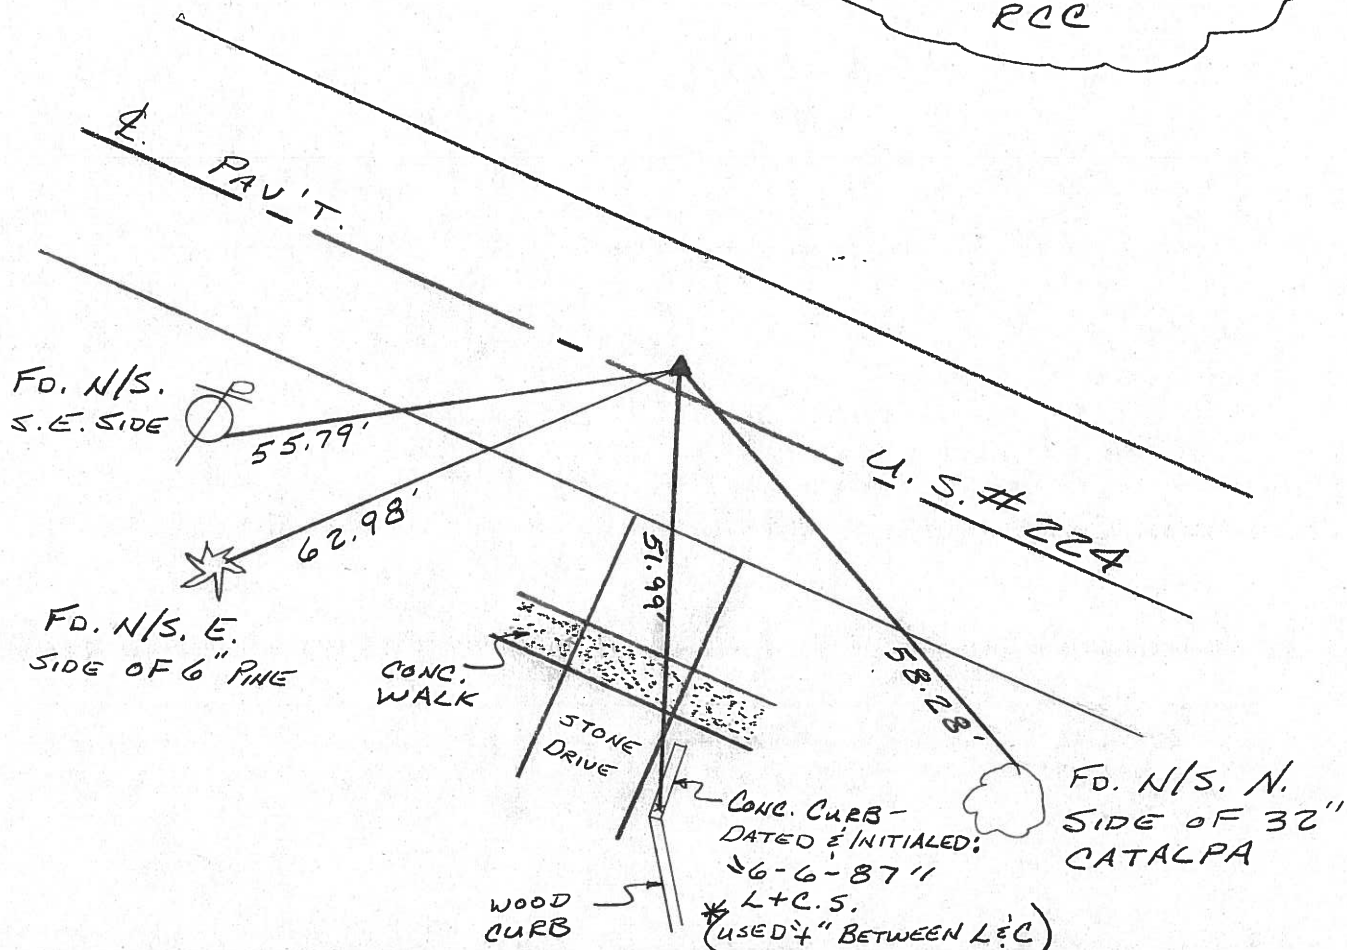 RCC
℄. PAV'T.
FD. N/S.
S.E. SIDE
55.79'
62.98'
U.S.# 224
51.99'
FD. N/S. E.
SIDE OF 6" PINE
CONC.
WALK
58.28'
STONE
DRIVE
FD. N/S. N.
SIDE OF 32"
CATALPA
CONC. CURB-
DATED & INITIALED:
"6-6-87"
L+C.S.
* (USED "+" BETWEEN L & C)
WOOD
CURB